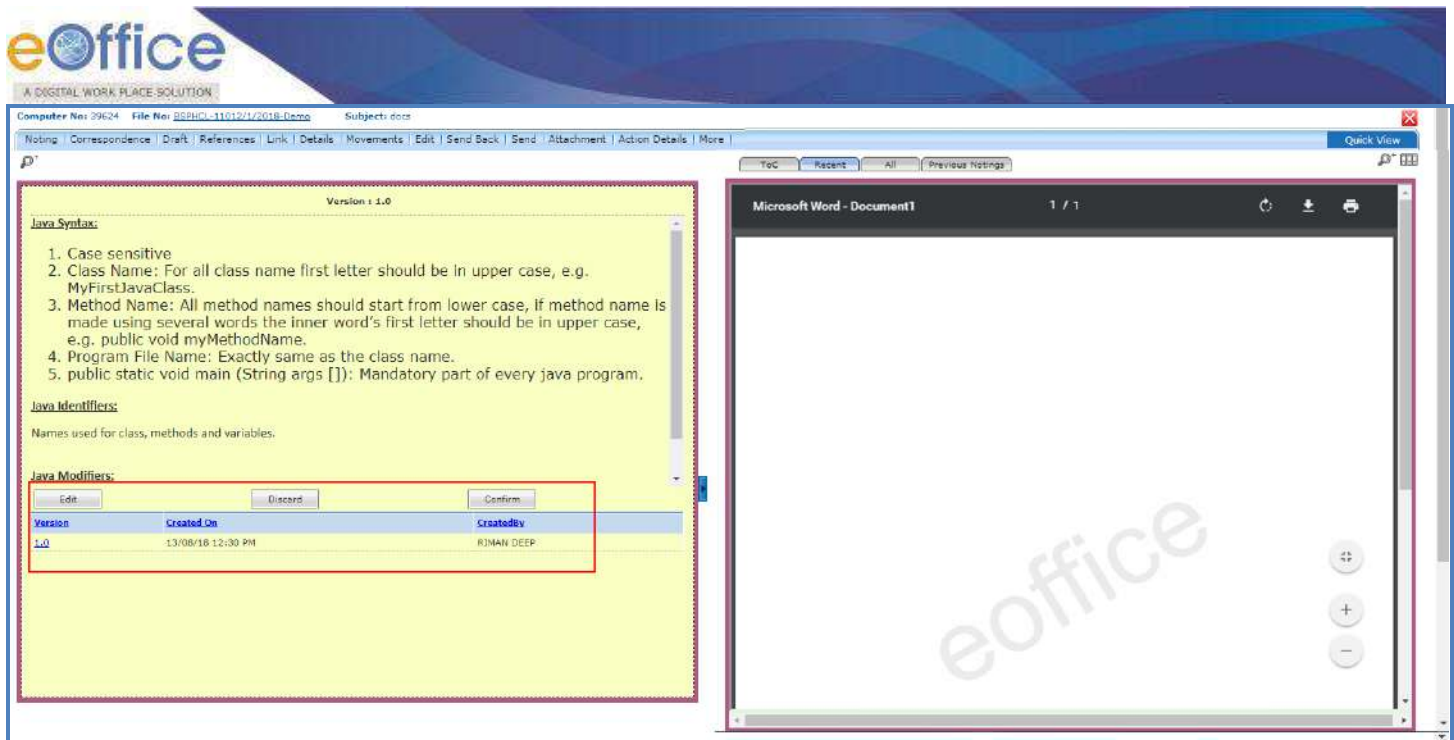 eOffice
A DIGITAL WORK PLACE SOLUTION
Computer No: 39624 File No: BSPHCL-11012/1/2018-Demo Subject: docs
Noting | Correspondence | Draft | References | Link | Details | Movements | Edit | Send Back | Send | Attachment | Action Details | More |
Quick View
ToC Recent All Previous Notings
Version : 1.0
Java Syntax:
1. Case sensitive
2. Class Name: For all class name first letter should be in upper case, e.g.
MyFirstJavaClass.
3. Method Name: All method names should start from lower case, if method name is
made using several words the inner word's first letter should be in upper case,
e.g. public void myMethodName.
4. Program File Name: Exactly same as the class name.
5. public static void main (String args []): Mandatory part of every java program.
Java Identifiers:
Names used for class, methods and variables.
Java Modifiers:
Edit Discard Confirm
Version Created On CreatedBy
1.0 13/08/18 12:30 PM RIMAN DEEP
Microsoft Word - Document1 1 / 1
eoffice